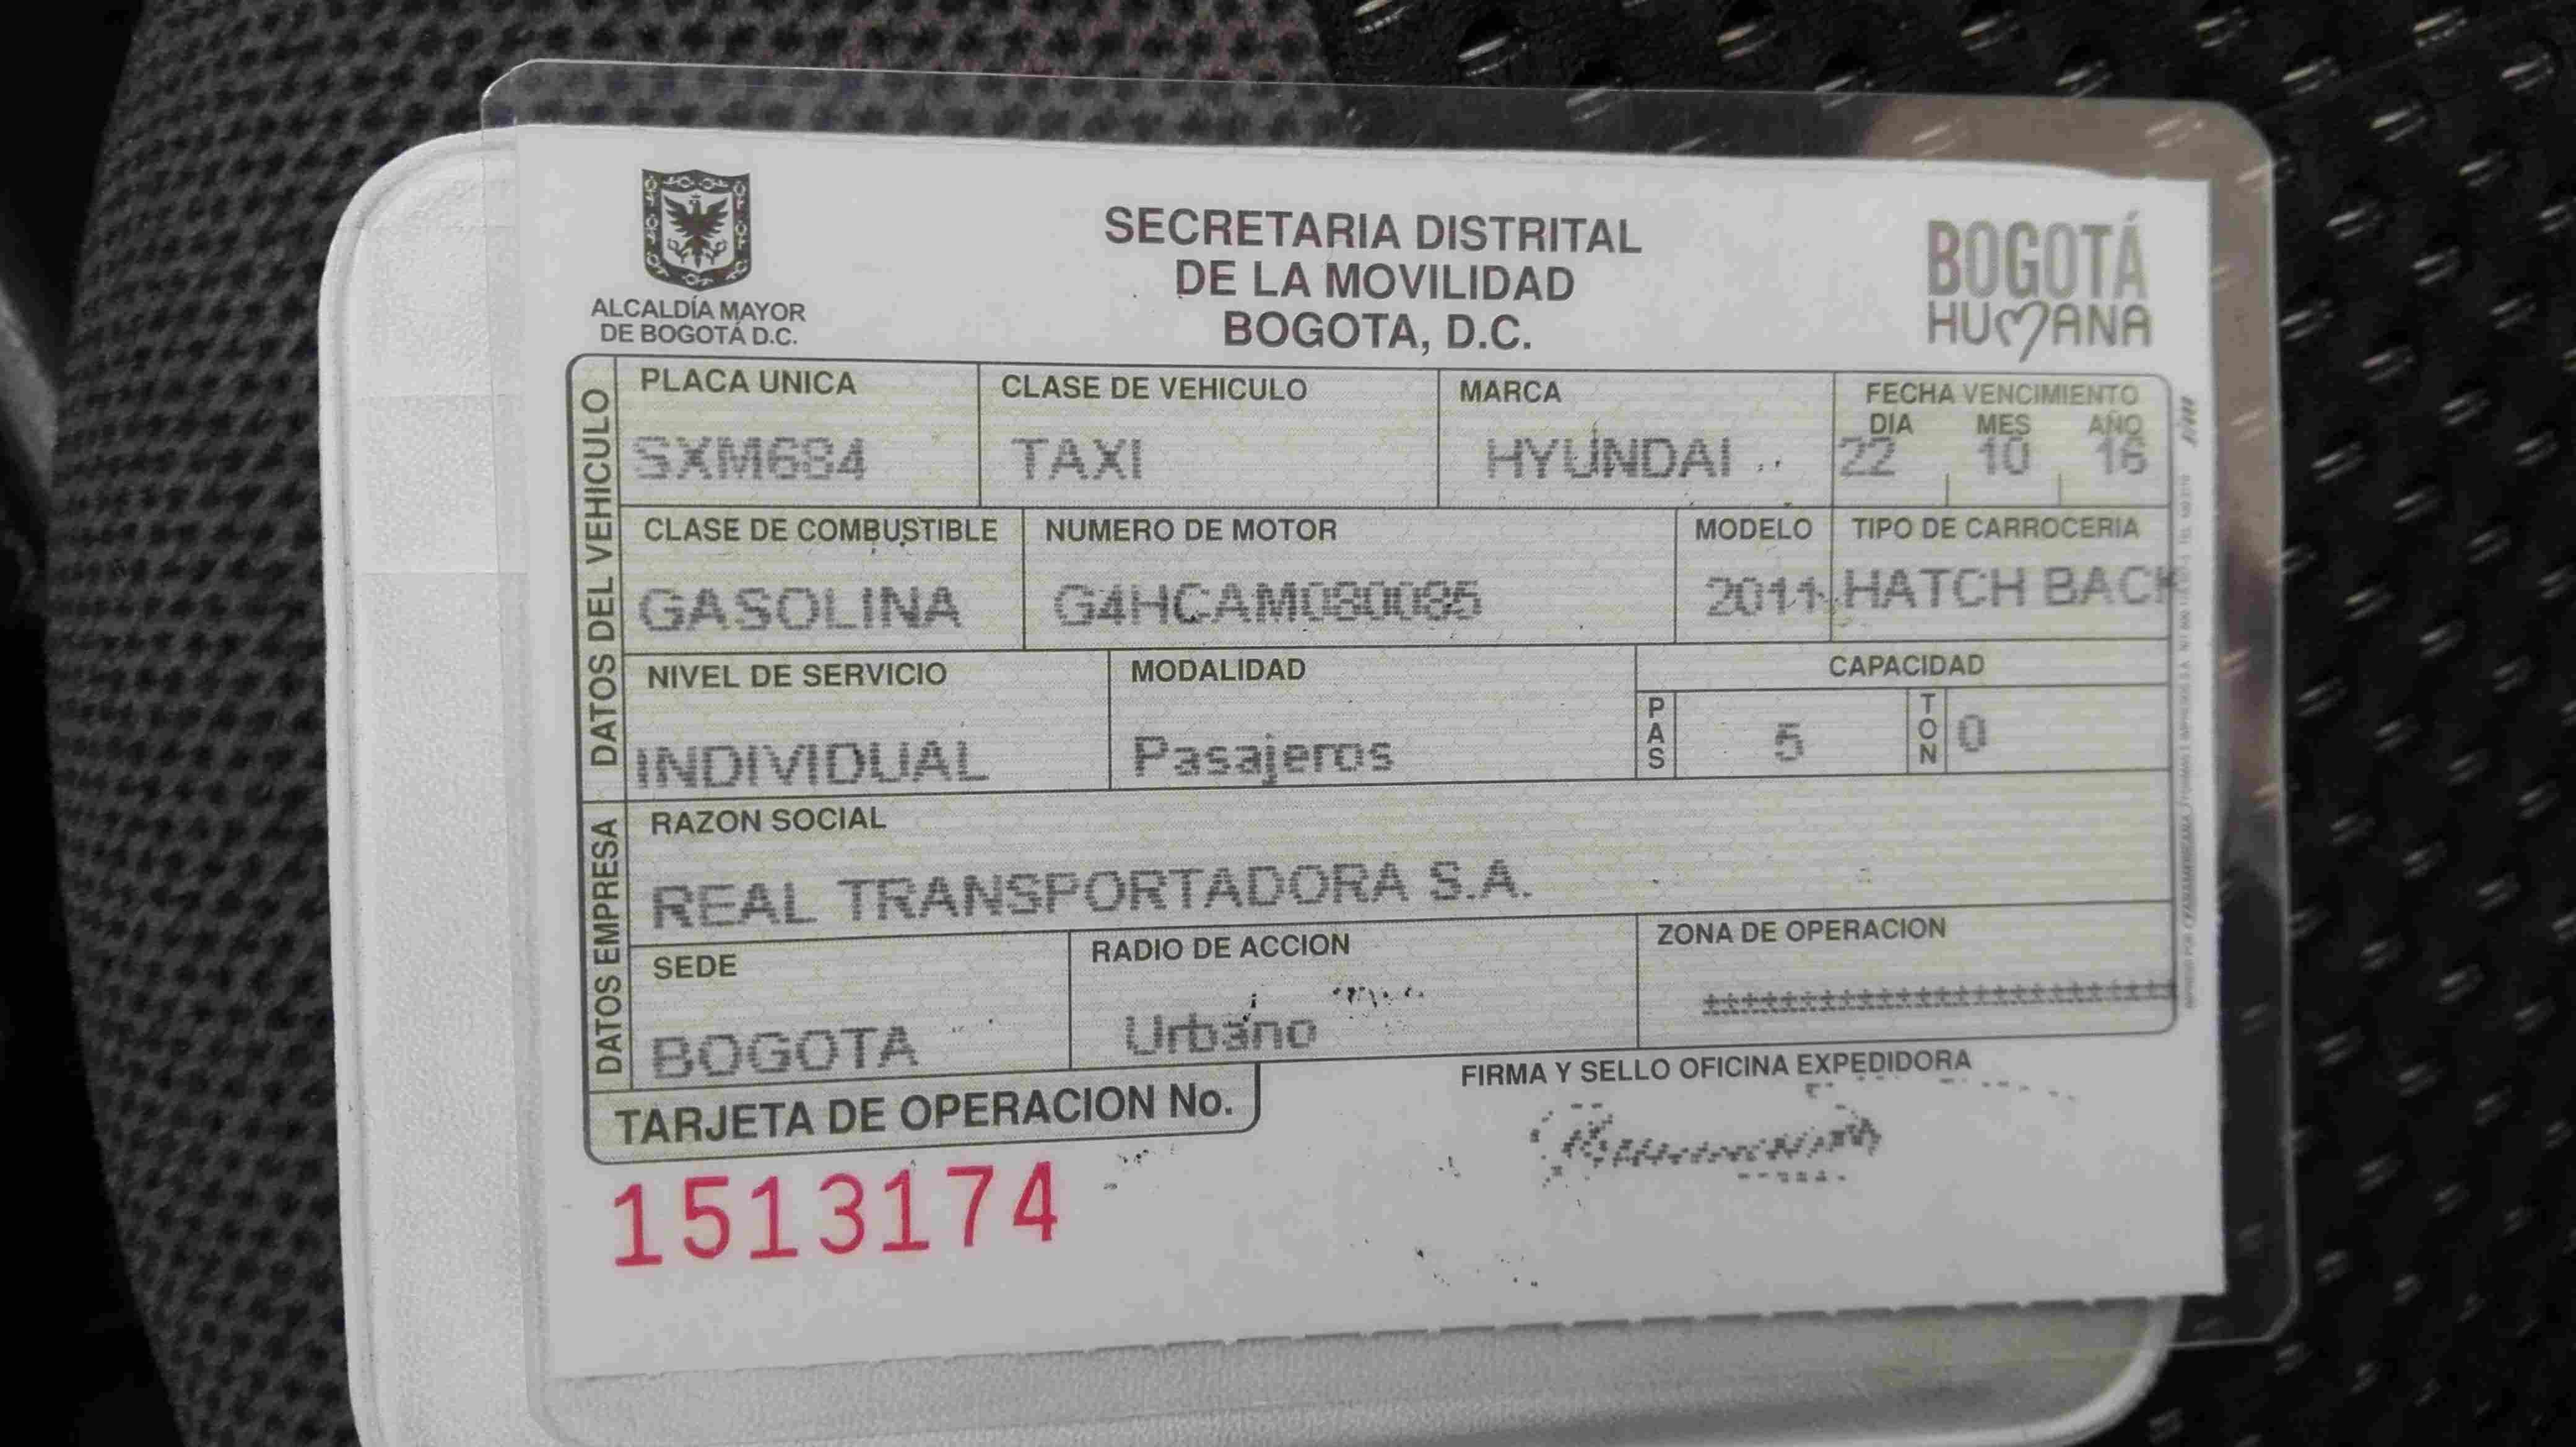 ALCALDÍA MAYOR
DE BOGOTÁ D.C.
SECRETARIA DISTRITAL
DE LA MOVILIDAD
BOGOTA, D.C.
BOGOTÁ
HUMANA
DATOS DEL VEHICULO
PLACA UNICA
SXM684
CLASE DE VEHICULO
TAXI
MARCA
HYUNDAI
FECHA VENCIMIENTO
DIA MES AÑO
22 10 16
CLASE DE COMBUSTIBLE
GASOLINA
NUMERO DE MOTOR
G4HCAM080085
MODELO
2011
TIPO DE CARROCERIA
HATCH BACK
NIVEL DE SERVICIO
INDIVIDUAL
MODALIDAD
Pasajeros
CAPACIDAD
PAS
5
TON
0
DATOS EMPRESA
RAZON SOCIAL
REAL TRANSPORTADORA S.A.
SEDE
BOGOTA
RADIO DE ACCION
Urbano
ZONA DE OPERACION
TARJETA DE OPERACION No.
1513174
FIRMA Y SELLO OFICINA EXPEDIDORA